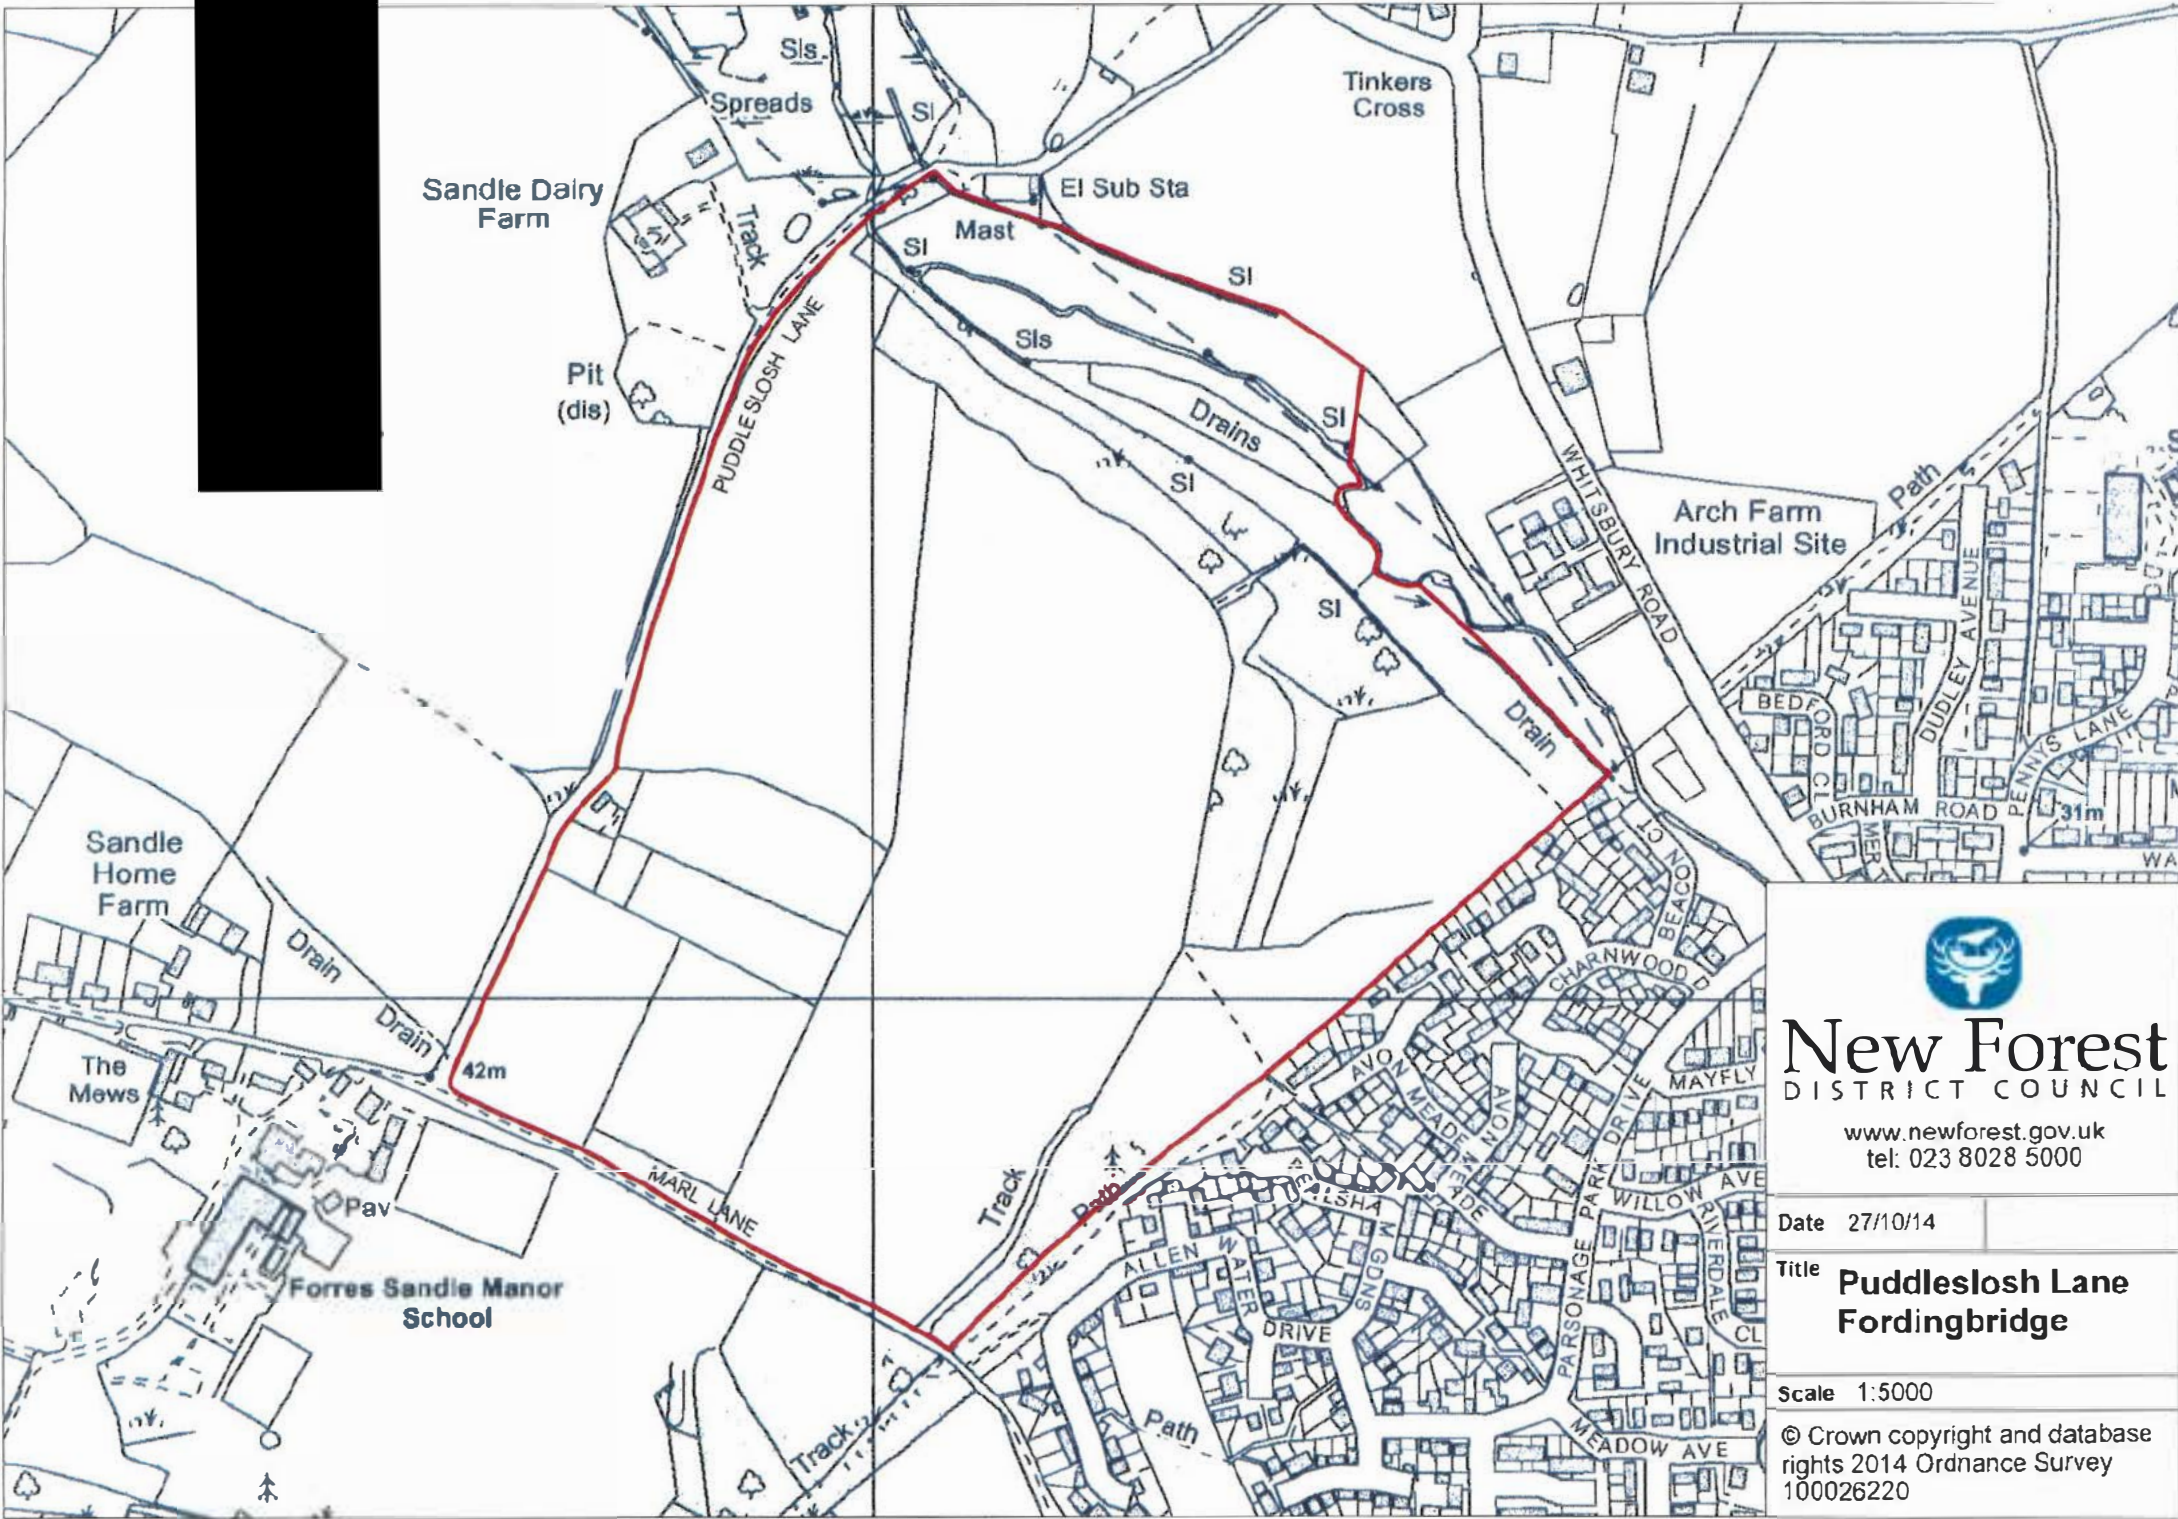 Sls
Spreads
Sl
Tinkers
Cross
Sandle Dairy
Farm
Track
El Sub Sta
Mast
Sl
Sl
Sls
PUDDLESLOSH LANE
Pit
(dis)
Drains
Sl
Sl
WHITSBURY ROAD
Arch Farm
Industrial Site
Path
Sl
DUDLEY AVENUE
BEDFORD CL
PENNYS LANE
BURNHAM ROAD
31m
Drain
BEACON CT
CHARNWOOD
Sandle
Home
Farm
Drain
Drain
The
Mews
42m
MARL LANE
Pav
Forres Sandle Manor
School
Track
Path
AVON MEADE
AVON MEADE
MAYFLY
DRIVE
PARSONAGE PARK
WILLOW AVE
RIVERDALE
CL
ALLEN WATER
DRIVE
GDNS
MEADOW AVE
Path
Track
New Forest
DISTRICT COUNCIL
www.newforest.gov.uk
tel: 023 8028 5000
Date 27/10/14
Title Puddleslosh Lane
Fordingbridge
Scale 1:5000
© Crown copyright and database
rights 2014 Ordnance Survey
100026220